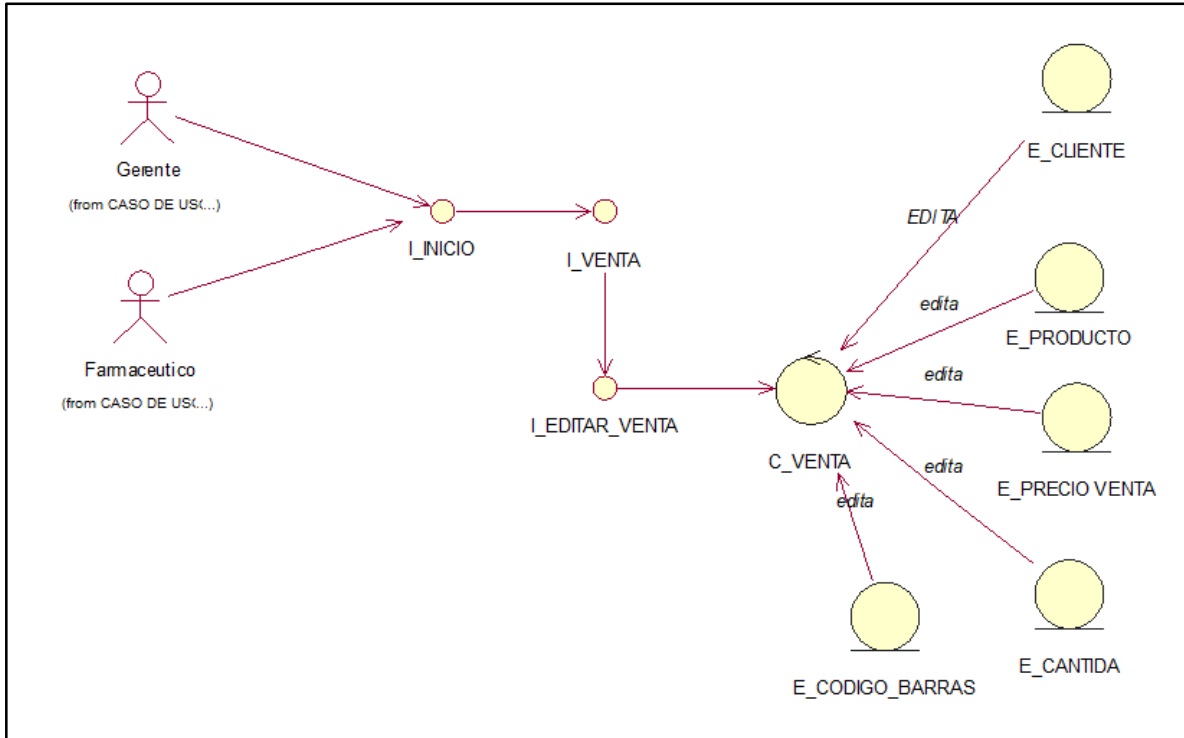 Gerente
(from CASO DE US(...)
Farmaceutico
(from CASO DE US(...)
I_INICIO
I_VENTA
I_EDITAR_VENTA
C_VENTA
EDITA
E_CLIENTE
edita
E_PRODUCTO
edita
E_PRECIO VENTA
edita
E_CANTIDA
edita
E_CODIGO_BARRAS